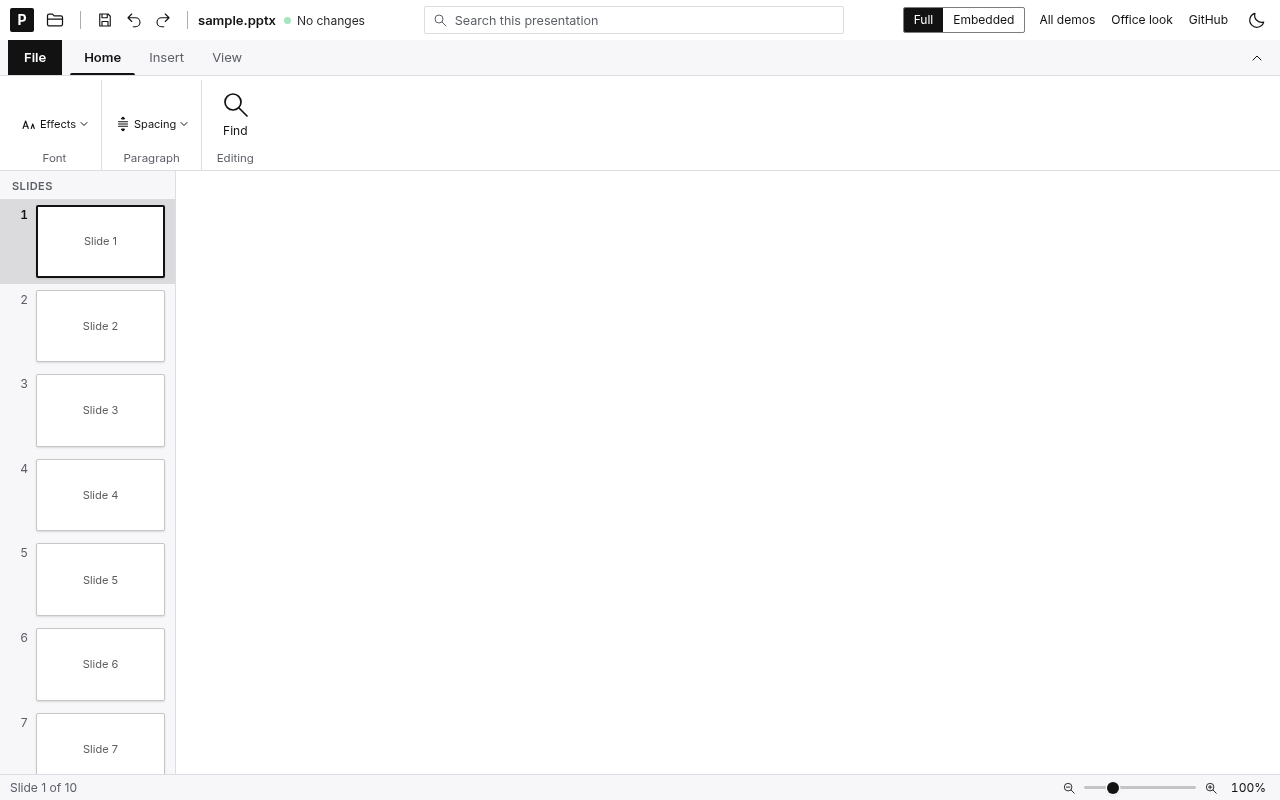 P
sample.pptx
No changes
Search this presentation
Full
Embedded
All demos
Office look
GitHub
File
Home
Insert
View
Effects
Font
Spacing
Paragraph
Find
Editing
SLIDES
1
Slide 1
2
Slide 2
3
Slide 3
4
Slide 4
5
Slide 5
6
Slide 6
7
Slide 7
Slide 1 of 10
100%